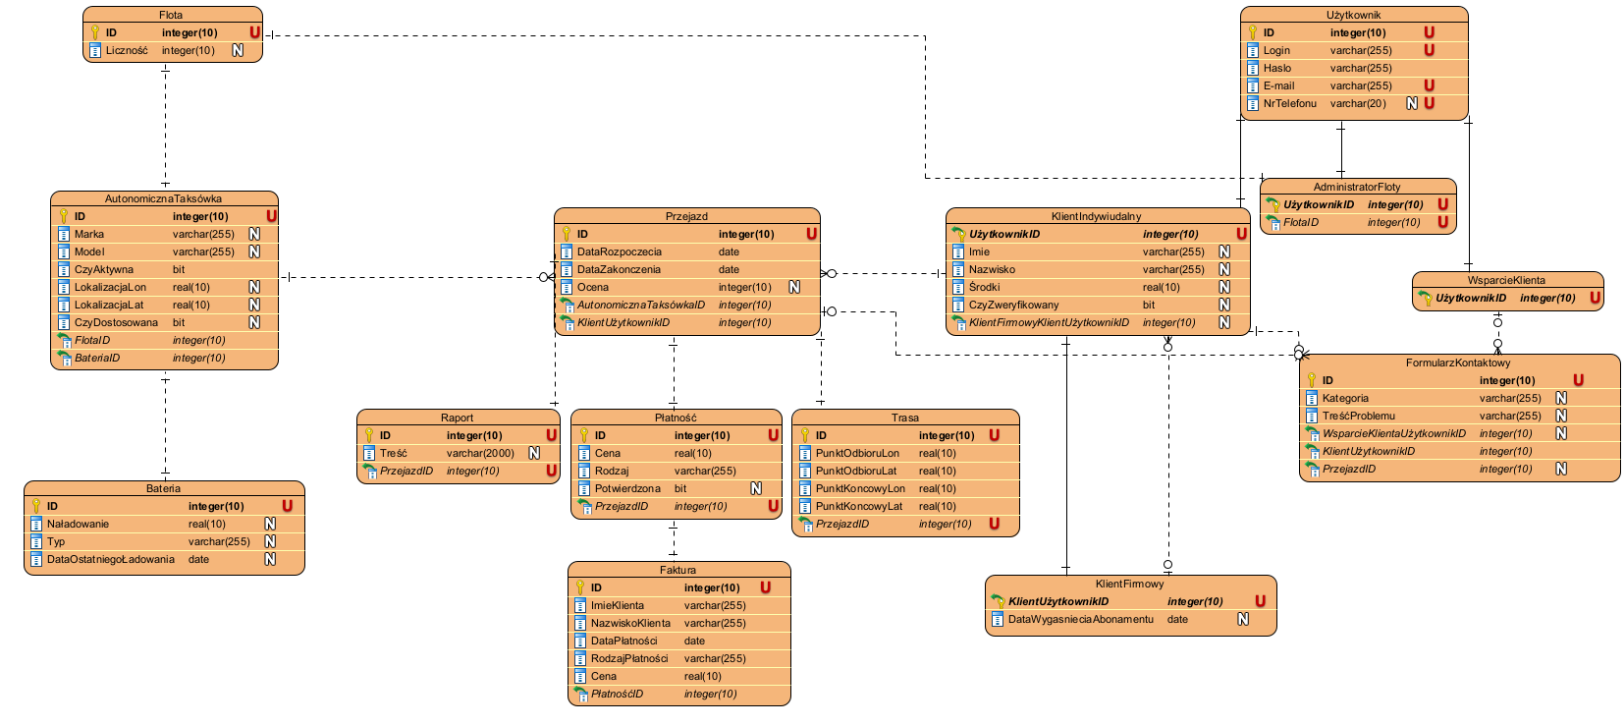 Flota
ID integer(10) U
Liczność integer(10) N
Użytkownik
ID integer(10) U
Login varchar(255) U
Haslo varchar(255)
E-mail varchar(255) U
NrTelefonu varchar(20) N U
AutonomicznaTaksówka
ID integer(10) U
Marka varchar(255) N
Model varchar(255) N
CzyAktywna bit
LokalizacjaLon real(10) N
LokalizacjaLat real(10) N
CzyDostosowana bit N
FlotaID integer(10)
BateriaID integer(10)
Przejazd
ID integer(10) U
DataRozpoczecia date
DataZakonczenia date
Ocena integer(10) N
AutonomicznaTaksówkaID integer(10)
KlientUżytkownikID integer(10)
KlientIndywiudalny
UżytkownikID integer(10) U
Imie varchar(255) N
Nazwisko varchar(255) N
Środki real(10) N
CzyZweryfikowany bit N
KlientFirmowyKlientUżytkownikID integer(10) N
AdministratorFloty
UżytkownikID integer(10) U
FlotaID integer(10) U
WsparcieKlienta
UżytkownikID integer(10) U
FormularzKontaktowy
ID integer(10) U
Kategoria varchar(255) N
TreśćProblemu varchar(255) N
WsparcieKlientaUżytkownikID integer(10) N
KlientUżytkownikID integer(10)
PrzejazdID integer(10) N
Raport
ID integer(10) U
Treść varchar(2000) N
PrzejazdID integer(10) U
Płatność
ID integer(10) U
Cena real(10)
Rodzaj varchar(255)
Potwierdzona bit N
PrzejazdID integer(10) U
Trasa
ID integer(10) U
PunktOdbioruLon real(10)
PunktOdbioruLat real(10)
PunktKoncowyLon real(10)
PunktKoncowyLat real(10)
PrzejazdID integer(10) U
Bateria
ID integer(10) U
Naładowanie real(10) N
Typ varchar(255) N
DataOstatniegoŁadowania date N
Faktura
ID integer(10) U
ImieKlienta varchar(255)
NazwiskoKlienta varchar(255)
DataPłatności date
RodzajPłatności varchar(255)
Cena real(10)
PłatnośćID integer(10)
KlientFirmowy
KlientUżytkownikID integer(10) U
DataWygasnieciaAbonamentu date N